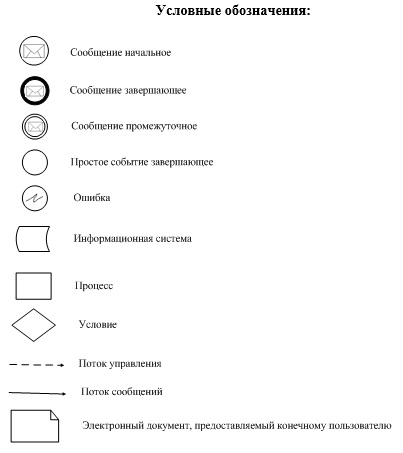 Условные обозначения:
Сообщение начальное
Сообщение завершающее
Сообщение промежуточное
Простое событие завершающее
Ошибка
Информационная система
Процесс
Условие
Поток управления
Поток сообщений
Электронный документ, предоставляемый конечному пользователю